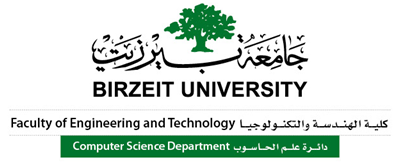 جامعة بيرزيت
BIRZEIT UNIVERSITY
Faculty of Engineering and Technology كلية الهندسة والتكنولوجيا
Computer Science Department دائرة علم الحاسوب